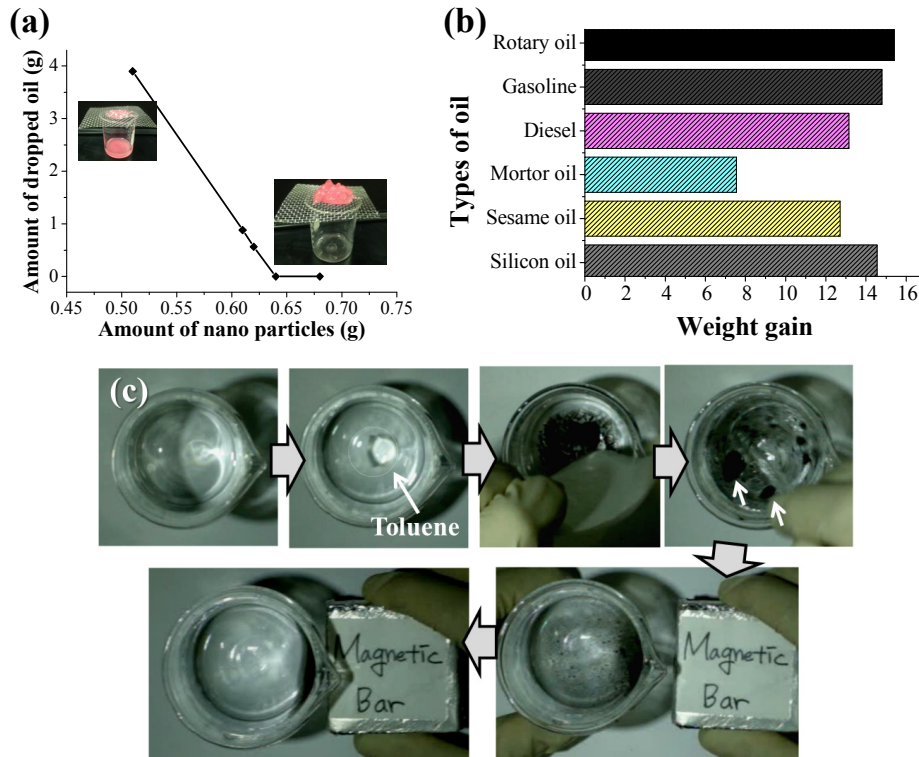 (a)
Amount of dropped oil (g)
4
3
2
1
0
0.45 0.50 0.55 0.60 0.65 0.70 0.75
Amount of nano particles (g)
(b)
Types of oil
Rotary oil
Gasoline
Diesel
Mortor oil
Sesame oil
Silicon oil
0 2 4 6 8 10 12 14 16
Weight gain
(c)
Toluene
Magnetic
Bar
Magnetic
Bar